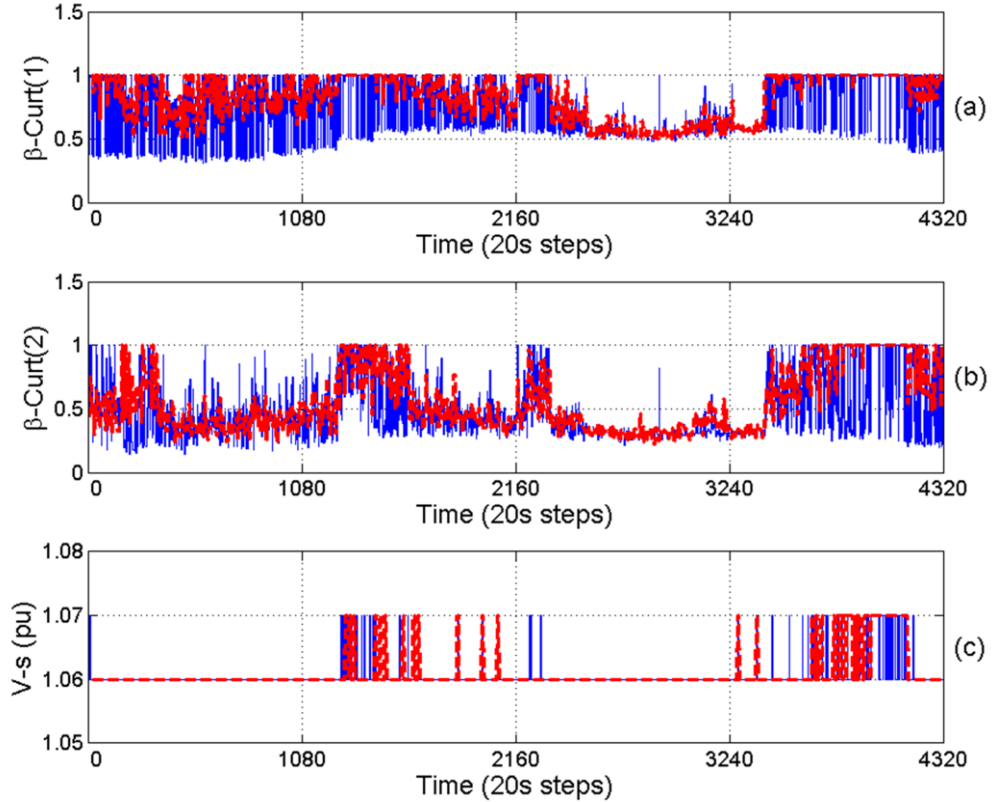 1.5
1
0.5
0
β-Curt(1)
0 1080 2160 3240 4320
Time (20s steps)
(a)
1.5
1
0.5
0
β-Curt(2)
0 1080 2160 3240 4320
Time (20s steps)
(b)
1.08
1.07
1.06
1.05
V-s (pu)
0 1080 2160 3240 4320
Time (20s steps)
(c)